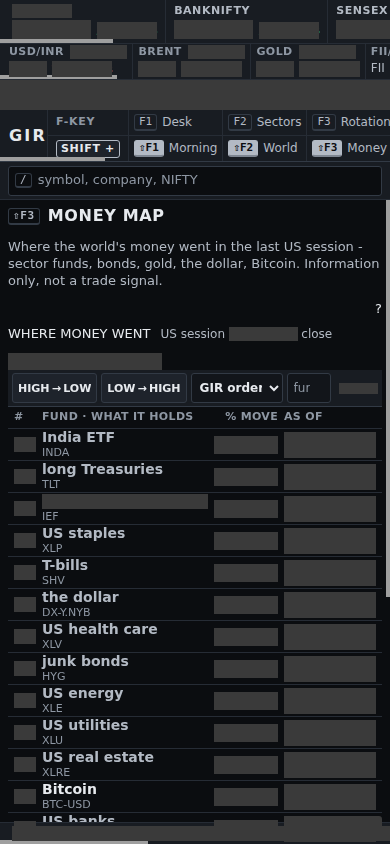 BANKNIFTY SENSEX
USD/INR BRENT GOLD FII/
FII
GIR F-KEY F1 Desk F2 Sectors F3 Rotation
SHIFT + ⇧F1 Morning ⇧F2 World ⇧F3 Money
/ symbol, company, NIFTY
⇧F3 MONEY MAP
Where the world's money went in the last US session -
sector funds, bonds, gold, the dollar, Bitcoin. Information
only, not a trade signal.
?
WHERE MONEY WENT US session close
HIGH→LOW LOW→HIGH GIR order fur
# FUND · WHAT IT HOLDS % MOVE AS OF
India ETF
INDA
long Treasuries
TLT
IEF
US staples
XLP
T-bills
SHV
the dollar
DX-Y.NYB
US health care
XLV
junk bonds
HYG
US energy
XLE
US utilities
XLU
US real estate
XLRE
Bitcoin
BTC-USD
US banks